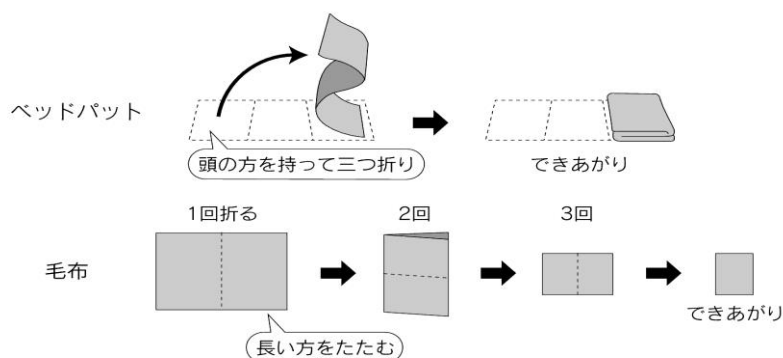 ベッドパット
頭の方を持って三つ折り
できあがり
1回折る
2回
3回
毛布
できあがり
長い方をたたむ